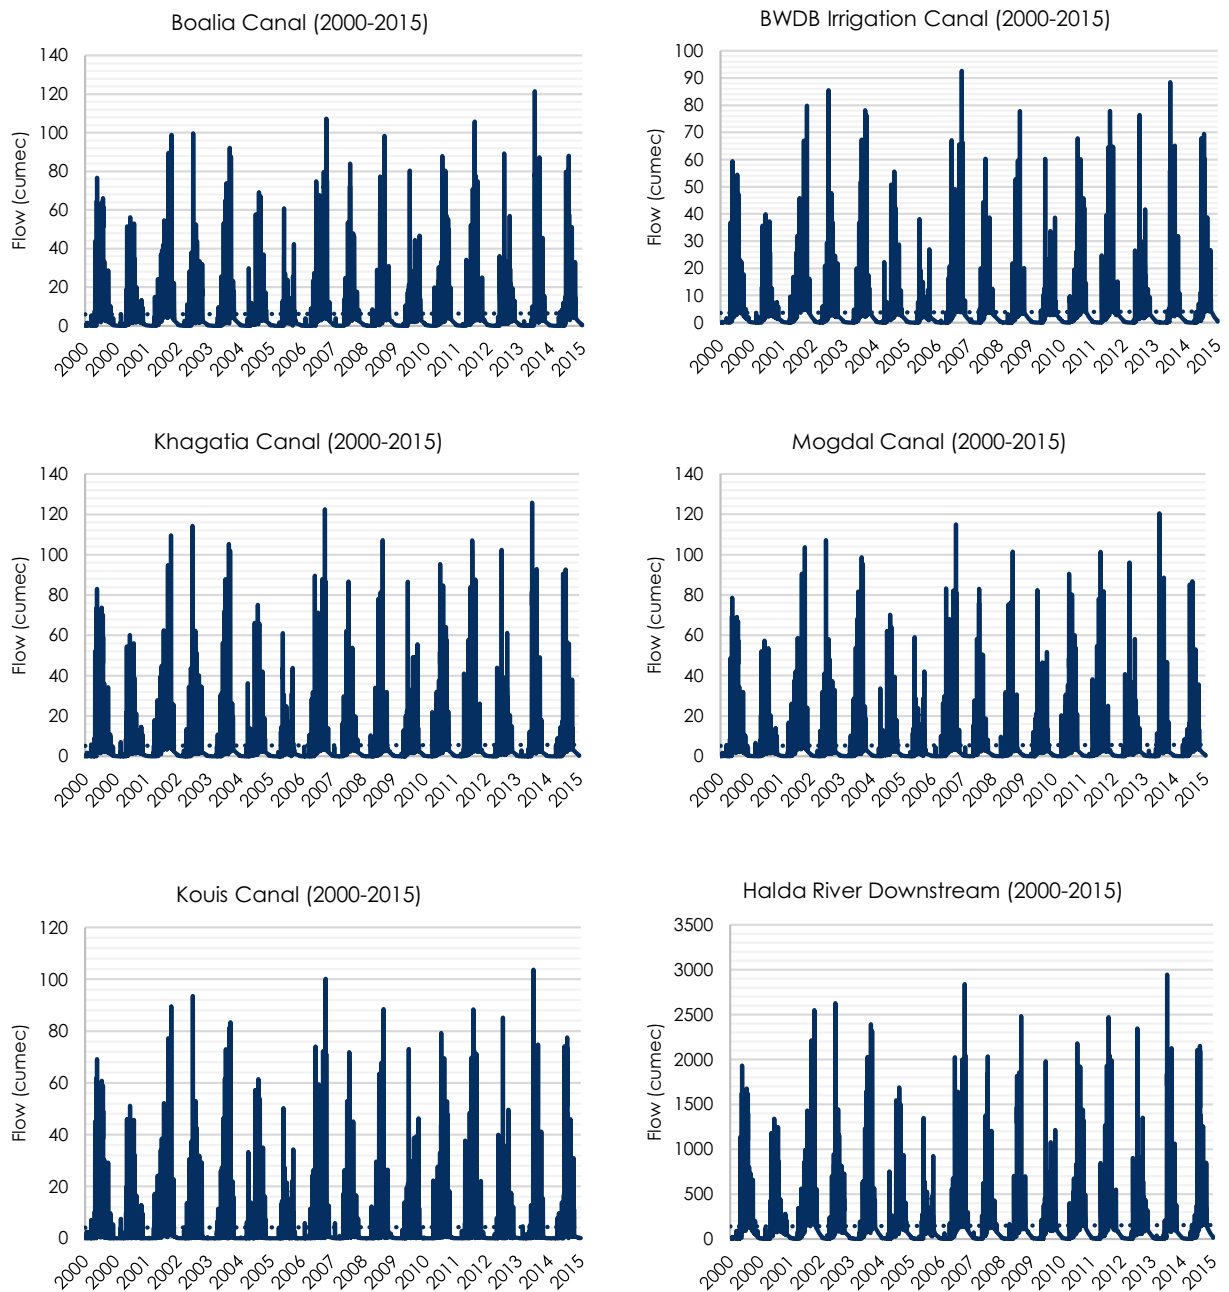 Boalia Canal (2000-2015)
Flow (cumec)
140
120
100
80
60
40
20
0
2000 2000 2001 2002 2003 2004 2005 2006 2007 2008 2009 2010 2011 2012 2013 2014 2015
BWDB Irrigation Canal (2000-2015)
Flow (cumec)
100
90
80
70
60
50
40
30
20
10
0
2000 2000 2001 2002 2003 2004 2005 2006 2007 2008 2009 2010 2011 2012 2013 2014 2015
Khagatia Canal (2000-2015)
Flow (cumec)
140
120
100
80
60
40
20
0
2000 2000 2001 2002 2003 2004 2005 2006 2007 2008 2009 2010 2011 2012 2013 2014 2015
Mogdal Canal (2000-2015)
Flow (cumec)
140
120
100
80
60
40
20
0
2000 2000 2001 2002 2003 2004 2005 2006 2007 2008 2009 2010 2011 2012 2013 2014 2015
Kouis Canal (2000-2015)
Flow (cumec)
120
100
80
60
40
20
0
2000 2000 2001 2002 2003 2004 2005 2006 2007 2008 2009 2010 2011 2012 2013 2014 2015
Halda River Downstream (2000-2015)
Flow (cumec)
3500
3000
2500
2000
1500
1000
500
0
2000 2000 2001 2002 2003 2004 2005 2006 2007 2008 2009 2010 2011 2012 2013 2014 2015